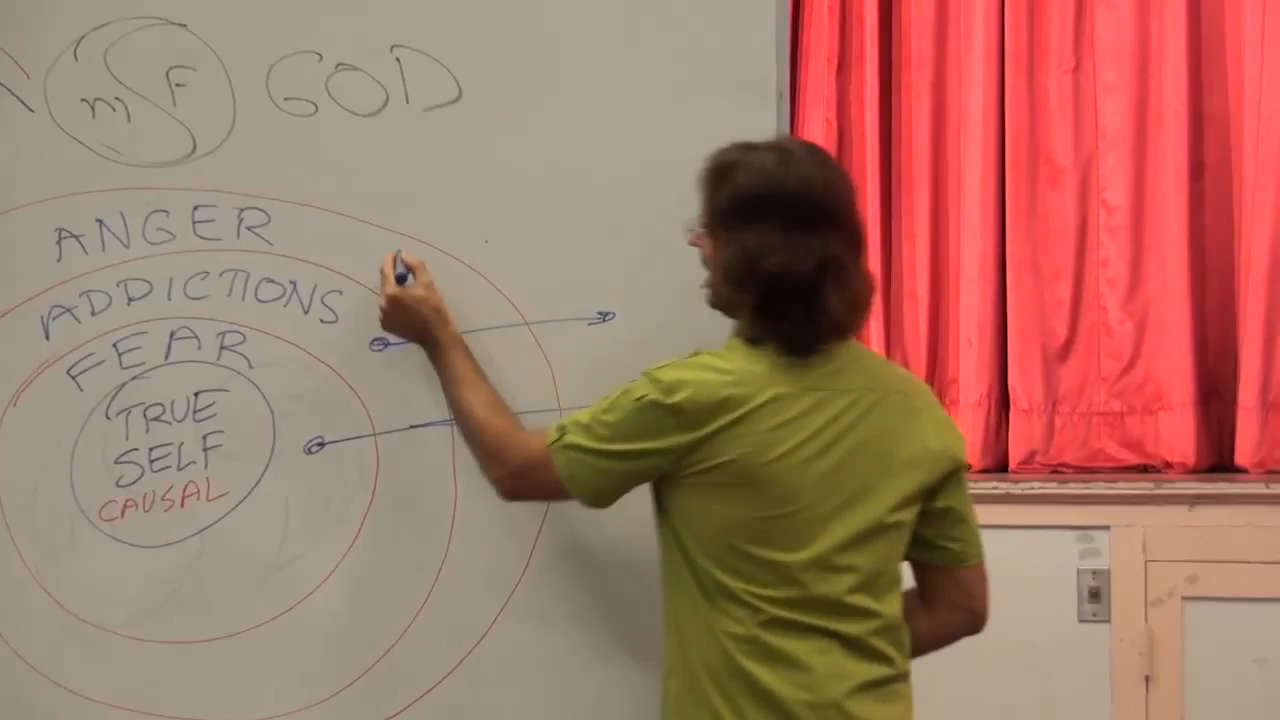 m F GOD
ANGER
ADDICTIONS
FEAR
TRUE
SELF
CAUSAL